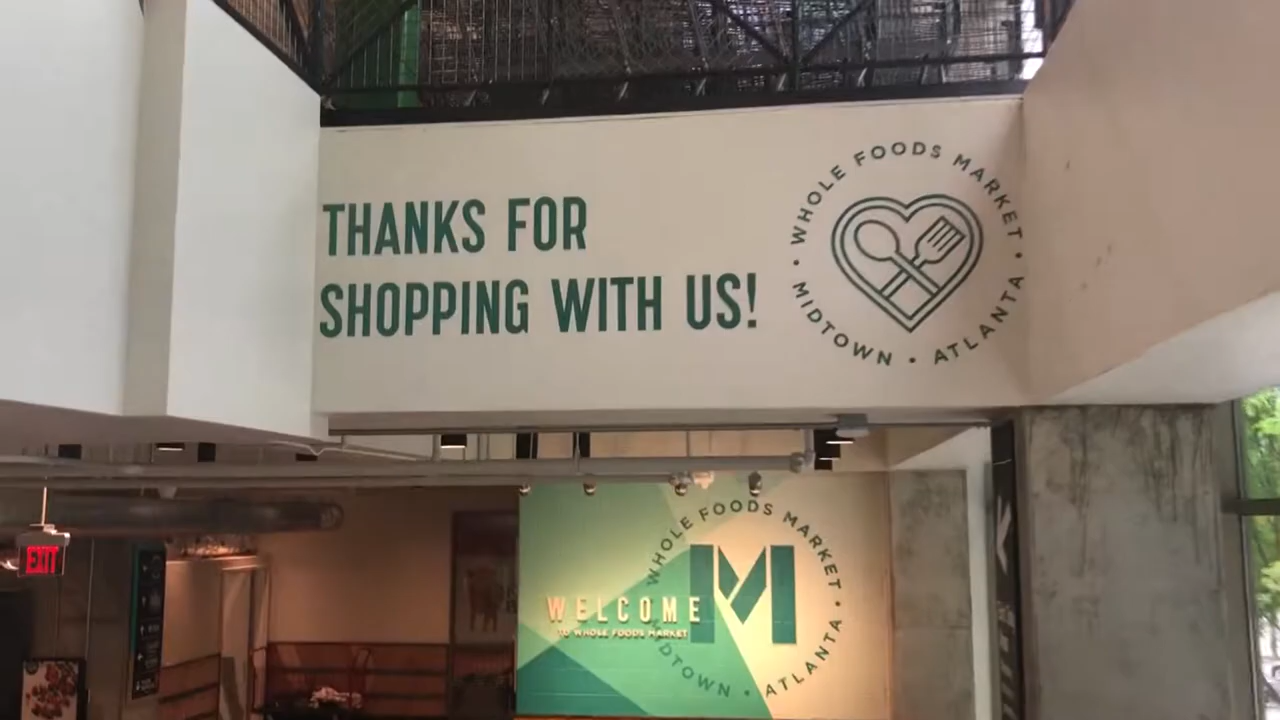 THANKS FOR
SHOPPING WITH US!
WHOLE FOODS MARKET
• MIDTOWN • ATLANTA •
EXIT
WELCOME
TO WHOLE FOODS MARKET
WHOLE FOODS MARKET
M
MIDTOWN • ATLANTA •